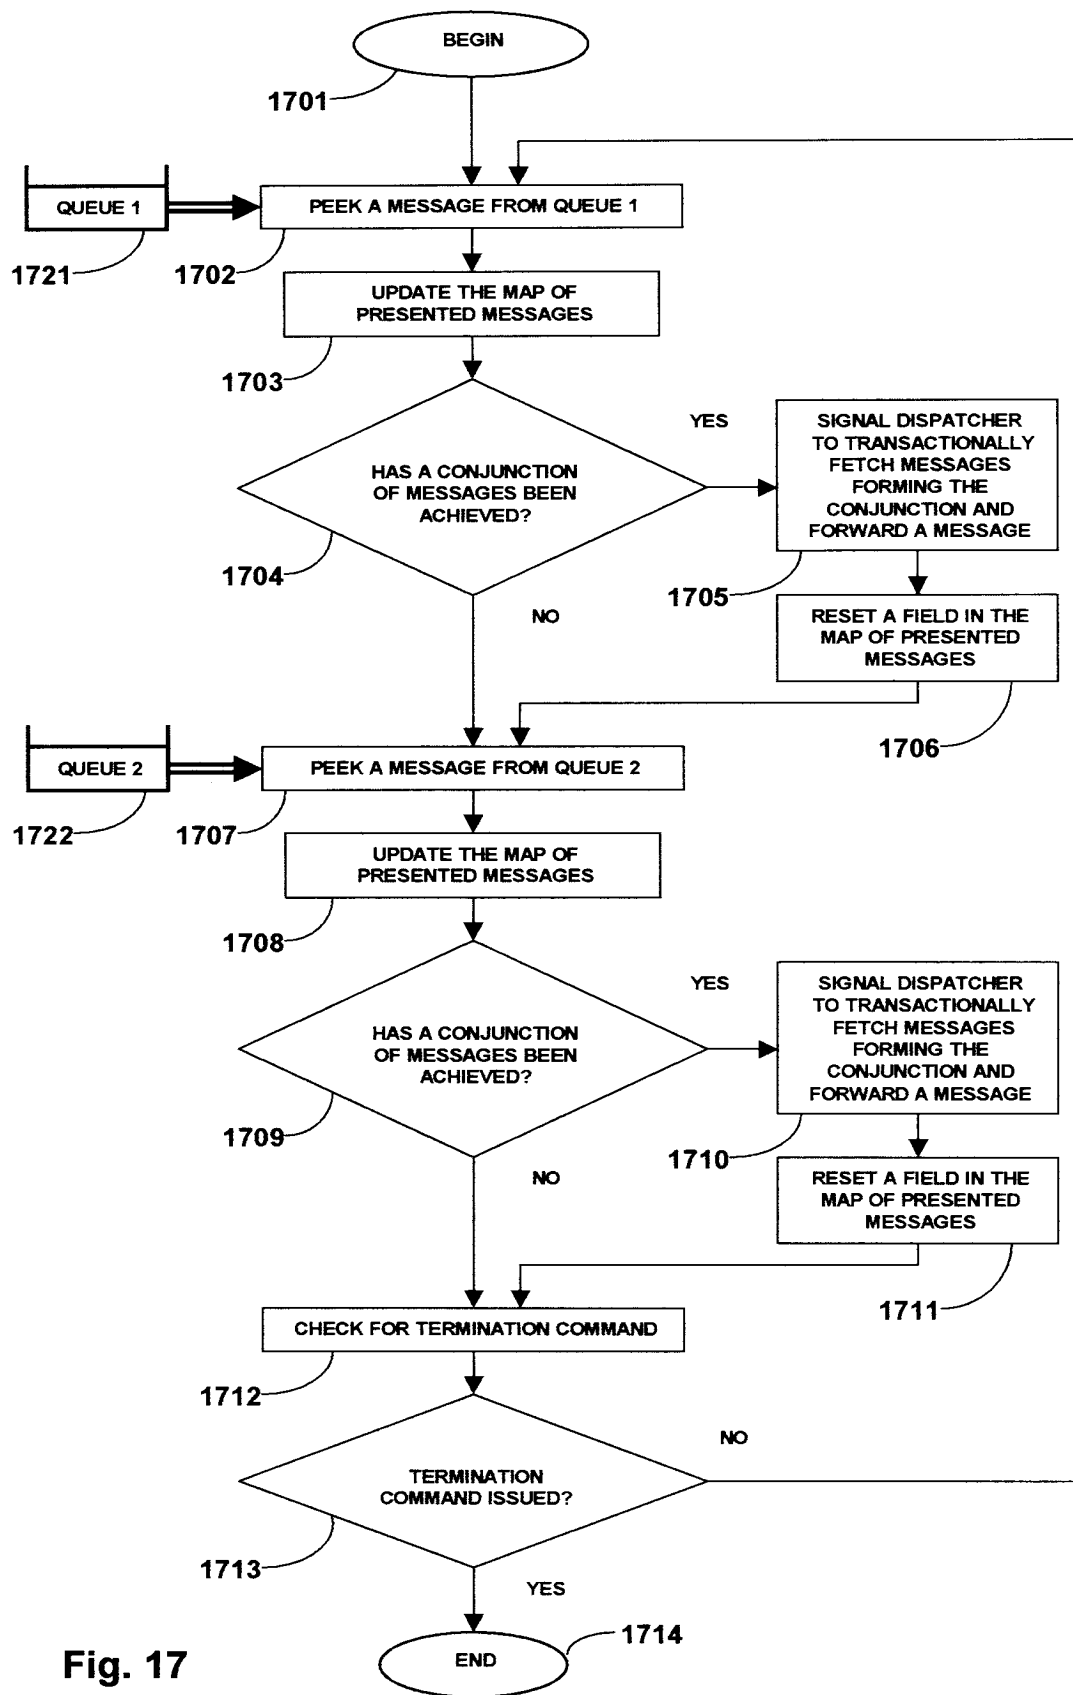 BEGIN
1701
QUEUE 1
PEEK A MESSAGE FROM QUEUE 1
1721
1702
UPDATE THE MAP OF
PRESENTED MESSAGES
1703
HAS A CONJUNCTION
OF MESSAGES BEEN
ACHIEVED?
1704
YES
SIGNAL DISPATCHER
TO TRANSACTIONALLY
FETCH MESSAGES
FORMING THE
CONJUNCTION AND
FORWARD A MESSAGE
1705
NO
RESET A FIELD IN THE
MAP OF PRESENTED
MESSAGES
1706
QUEUE 2
PEEK A MESSAGE FROM QUEUE 2
1722
1707
UPDATE THE MAP OF
PRESENTED MESSAGES
1708
HAS A CONJUNCTION
OF MESSAGES BEEN
ACHIEVED?
1709
YES
SIGNAL DISPATCHER
TO TRANSACTIONALLY
FETCH MESSAGES
FORMING THE
CONJUNCTION AND
FORWARD A MESSAGE
1710
NO
RESET A FIELD IN THE
MAP OF PRESENTED
MESSAGES
1711
CHECK FOR TERMINATION COMMAND
1712
TERMINATION
COMMAND ISSUED?
NO
1713
YES
END
1714
Fig. 17